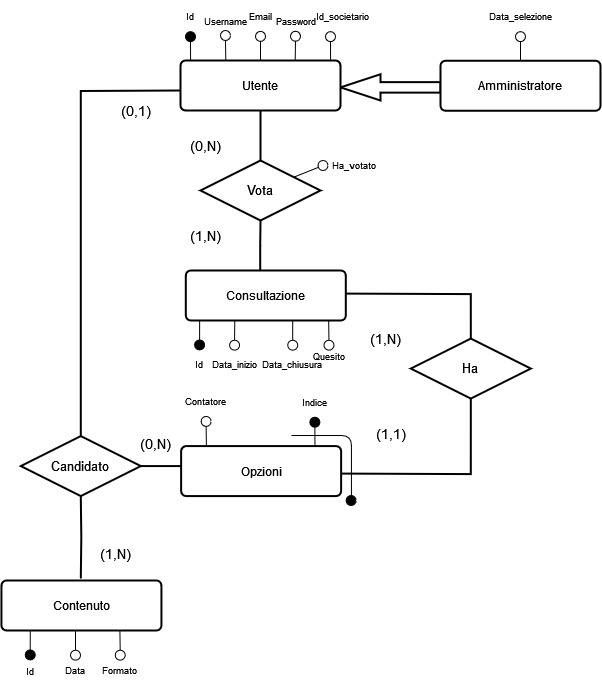 Id
Username
Email
Password
Id_societario
Data_selezione
Utente
Amministratore
(0,1)
(0,N)
Ha_votato
Vota
(1,N)
Consultazione
(1,N)
Id
Data_inizio
Data_chiusura
Quesito
Ha
Contatore
Indice
(1,1)
(0,N)
Candidato
Opzioni
(1,N)
Contenuto
Id
Data
Formato